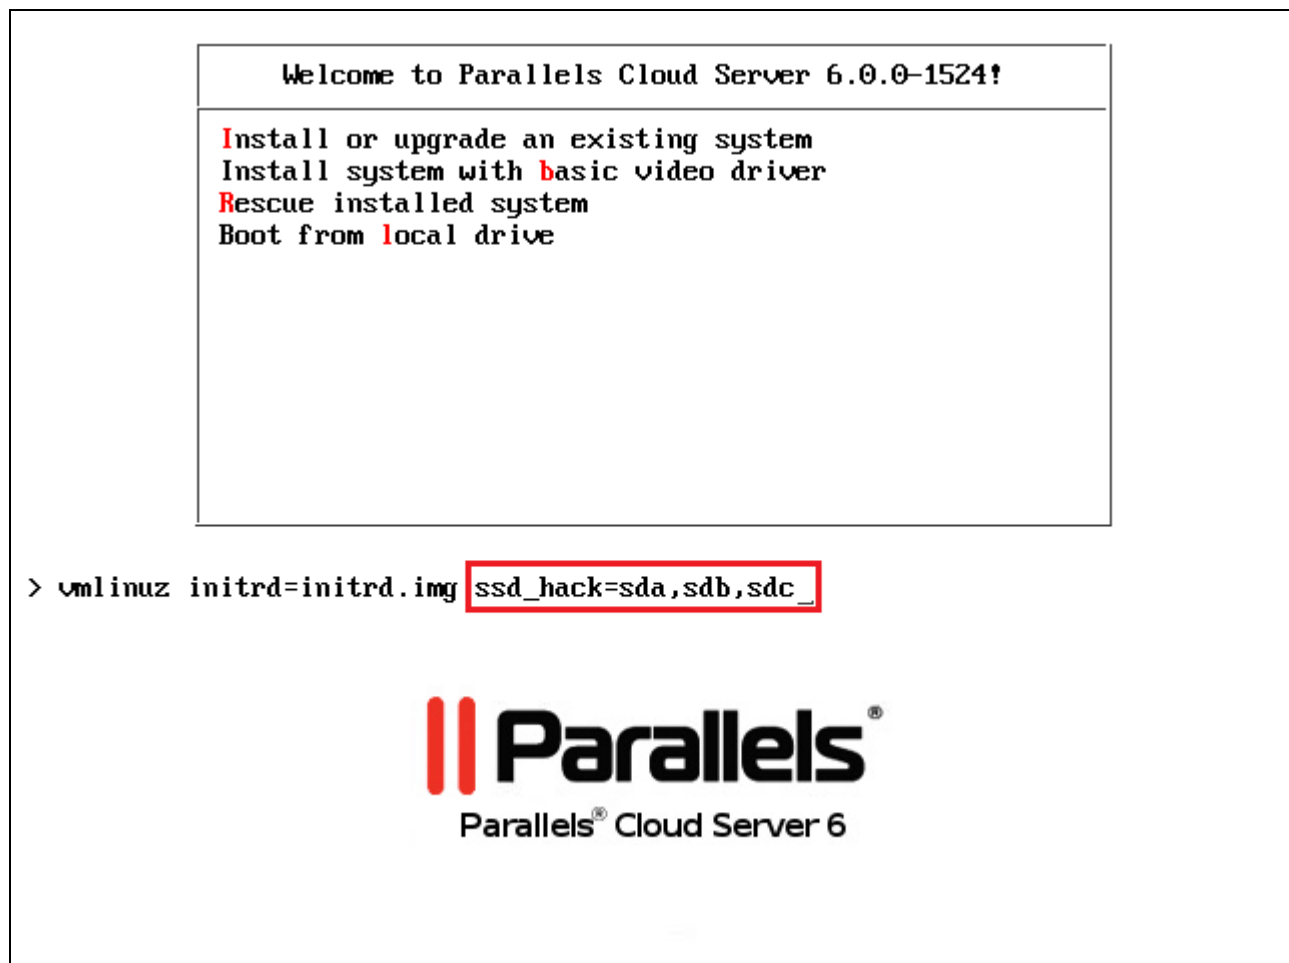 Welcome to Parallels Cloud Server 6.0.0-1524!
Install or upgrade an existing system
Install system with basic video driver
Rescue installed system
Boot from local drive
> vmlinuz initrd=initrd.img ssd_hack=sda,sdb,sdc_
Parallels®
Parallels® Cloud Server 6